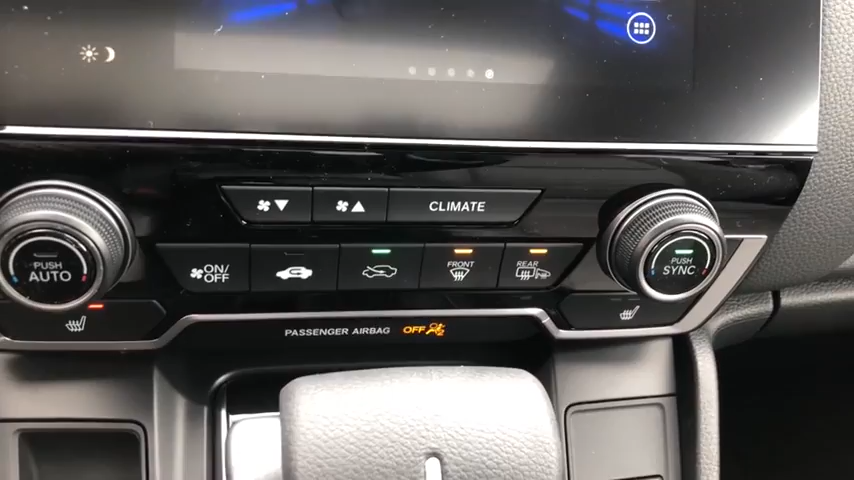 CLIMATE
PUSH
AUTO
ON/
OFF
FRONT
REAR
PUSH
SYNC
PASSENGER AIRBAG OFF